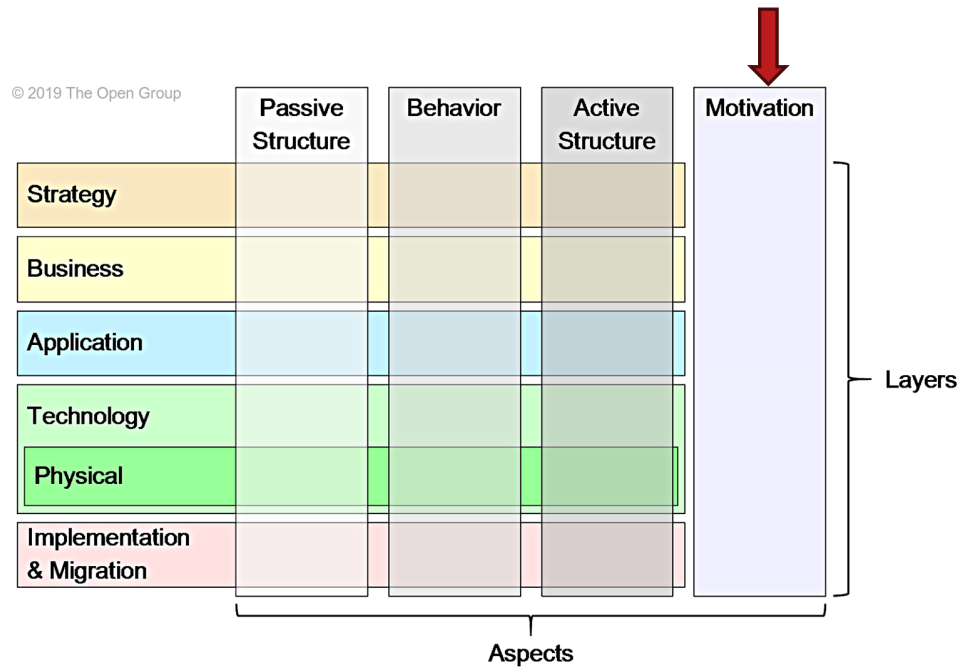 © 2019 The Open Group
Passive
Structure
Behavior
Active
Structure
Motivation
Strategy
Business
Application
Technology
Physical
Implementation
& Migration
Layers
Aspects